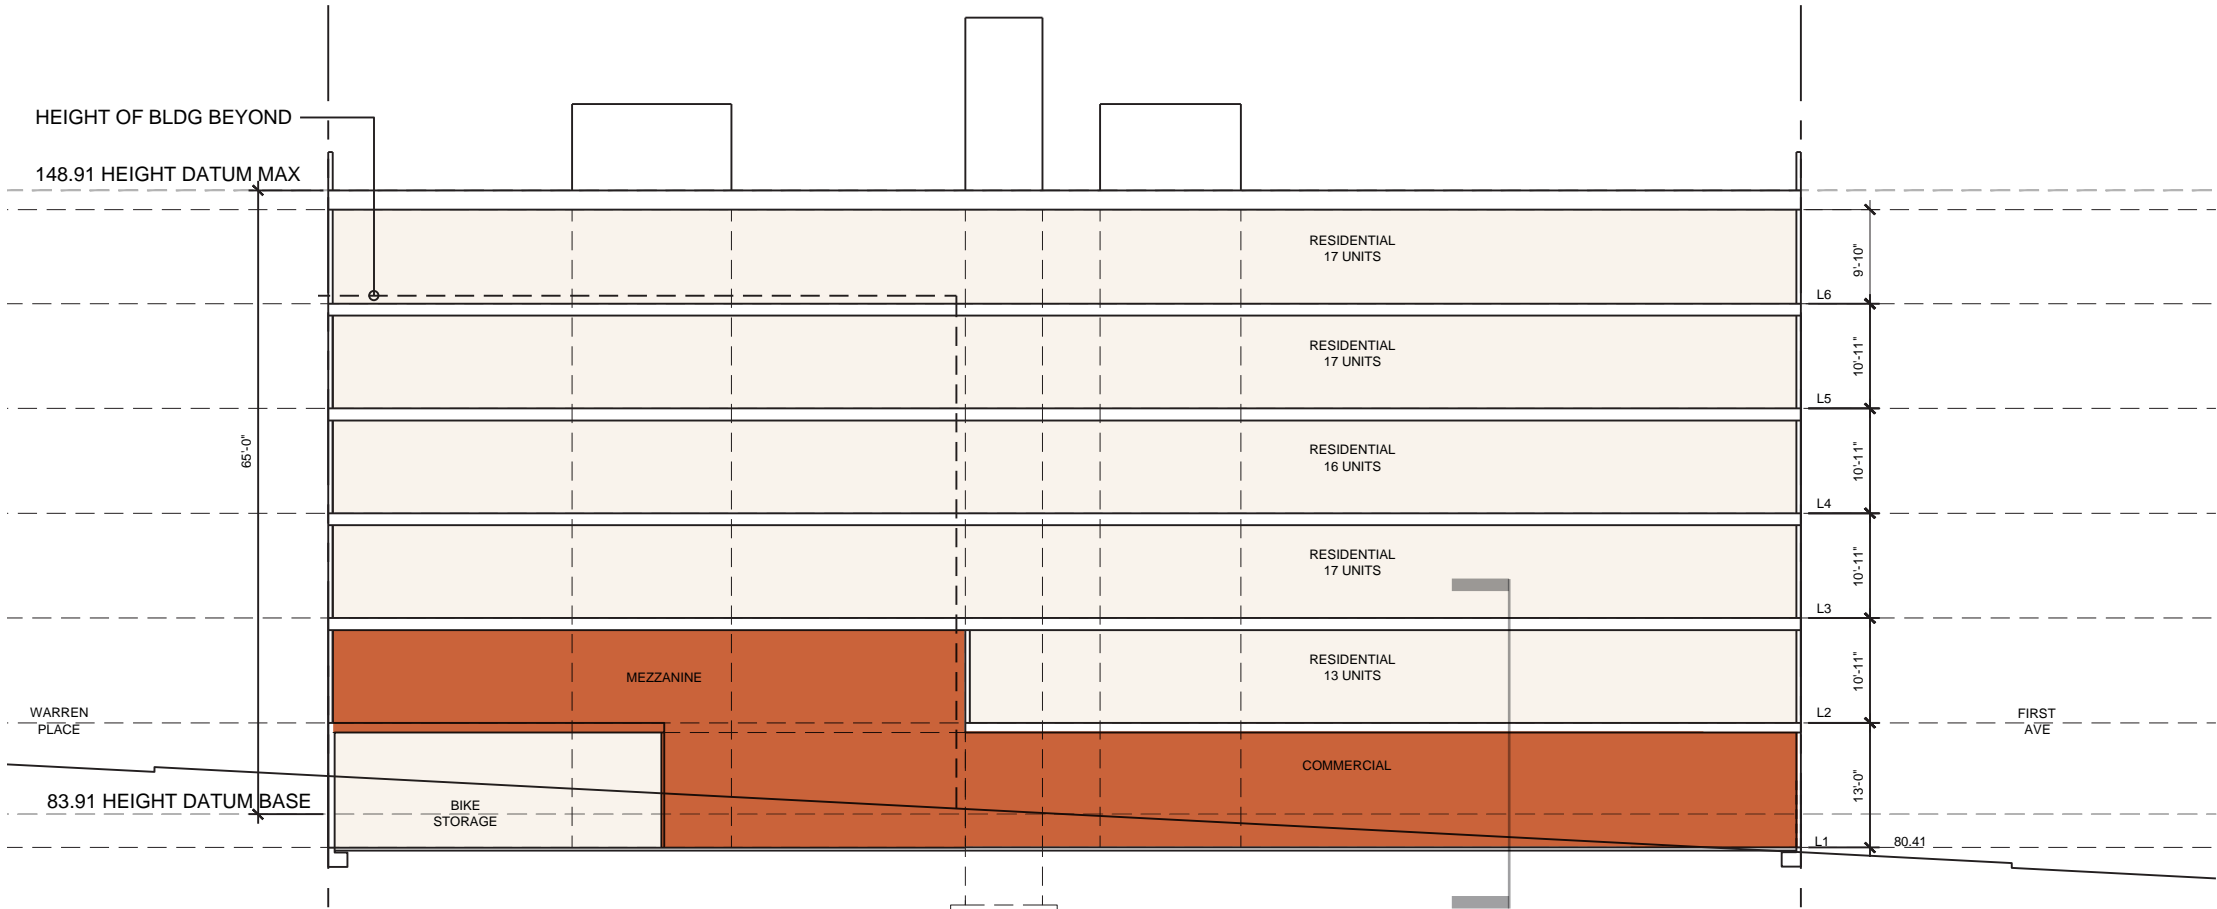 HEIGHT OF BLDG BEYOND
148.91 HEIGHT DATUM MAX
RESIDENTIAL
17 UNITS
9'-10"
L6
RESIDENTIAL
17 UNITS
10'-11"
L5
65'-0"
RESIDENTIAL
16 UNITS
10'-11"
L4
RESIDENTIAL
17 UNITS
10'-11"
L3
MEZZANINE
RESIDENTIAL
13 UNITS
10'-11"
L2
WARREN
PLACE
FIRST
AVE
COMMERCIAL
13'-0"
83.91 HEIGHT DATUM BASE
BIKE
STORAGE
L1
80.41